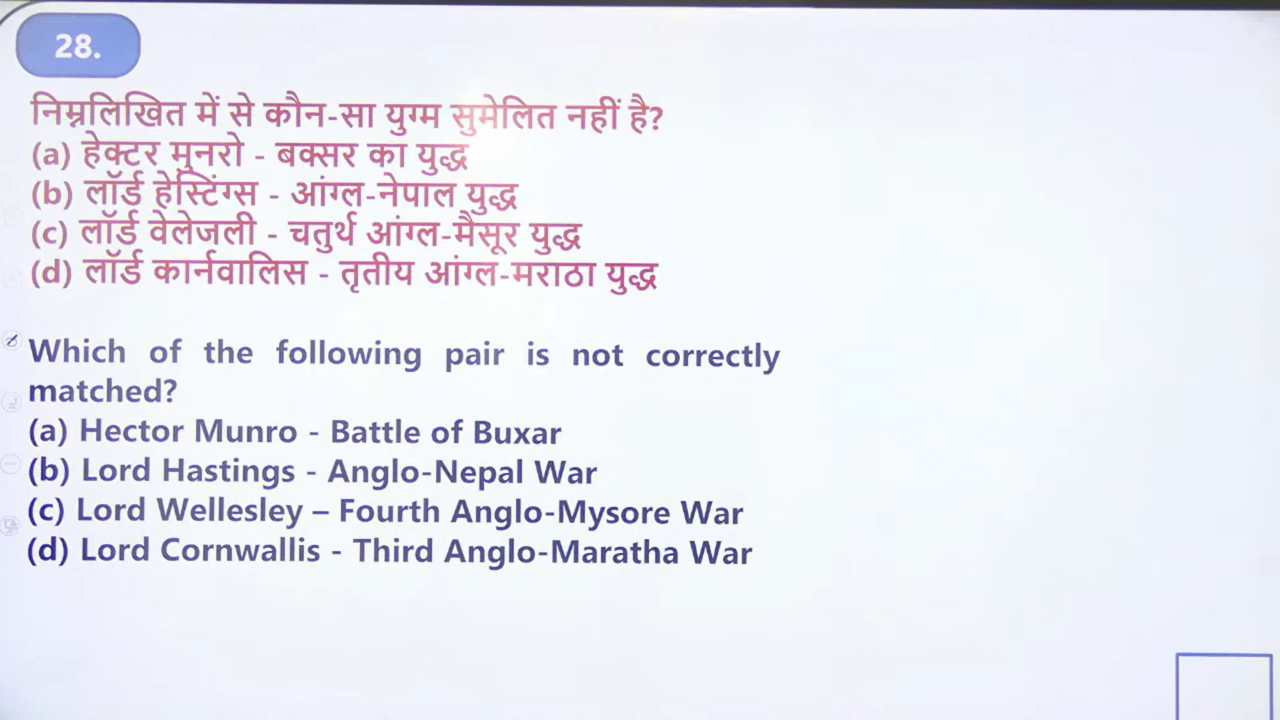 28.
निम्नलिखित में से कौन-सा युग्म सुमेलित नहीं है?
(a) हेक्टर मुनरो - बक्सर का युद्ध
(b) लॉर्ड हेस्टिंग्स - आंग्ल-नेपाल युद्ध
(c) लॉर्ड वेलेजली - चतुर्थ आंग्ल-मैसूर युद्ध
(d) लॉर्ड कार्नवालिस - तृतीय आंग्ल-मराठा युद्ध
Which of the following pair is not correctly
matched?
(a) Hector Munro - Battle of Buxar
(b) Lord Hastings - Anglo-Nepal War
(c) Lord Wellesley – Fourth Anglo-Mysore War
(d) Lord Cornwallis - Third Anglo-Maratha War